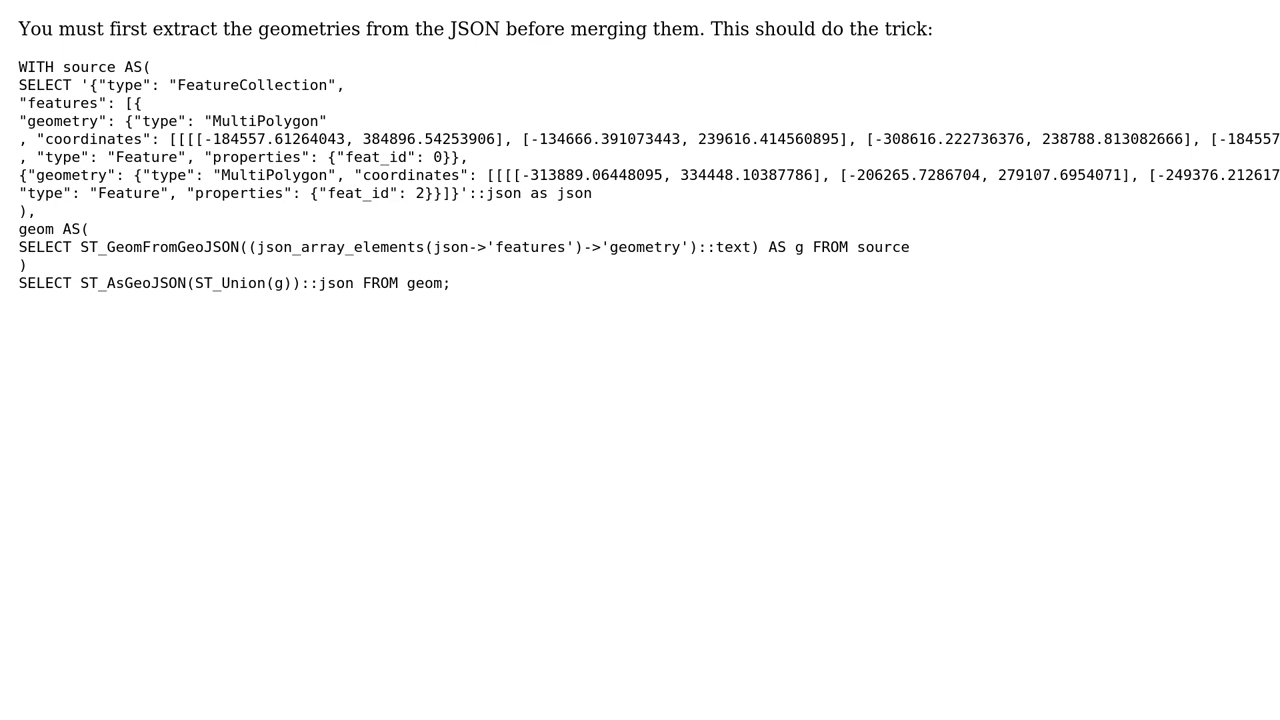 You must first extract the geometries from the JSON before merging them. This should do the trick:
WITH source AS(
SELECT '{"type": "FeatureCollection",
"features": [{
"geometry": {"type": "MultiPolygon"
, "coordinates": [[[[-184557.61264043, 384896.54253906], [-134666.391073443, 239616.414560895], [-308616.222736376, 238788.813082666], [-184557
, "type": "Feature", "properties": {"feat_id": 0}},
{"geometry": {"type": "MultiPolygon", "coordinates": [[[[-313889.06448095, 334448.10387786], [-206265.7286704, 279107.6954071], [-249376.212617
"type": "Feature", "properties": {"feat_id": 2}}]}'::json as json
),
geom AS(
SELECT ST_GeomFromGeoJSON((json_array_elements(json->'features')->'geometry')::text) AS g FROM source
)
SELECT ST_AsGeoJSON(ST_Union(g))::json FROM geom;